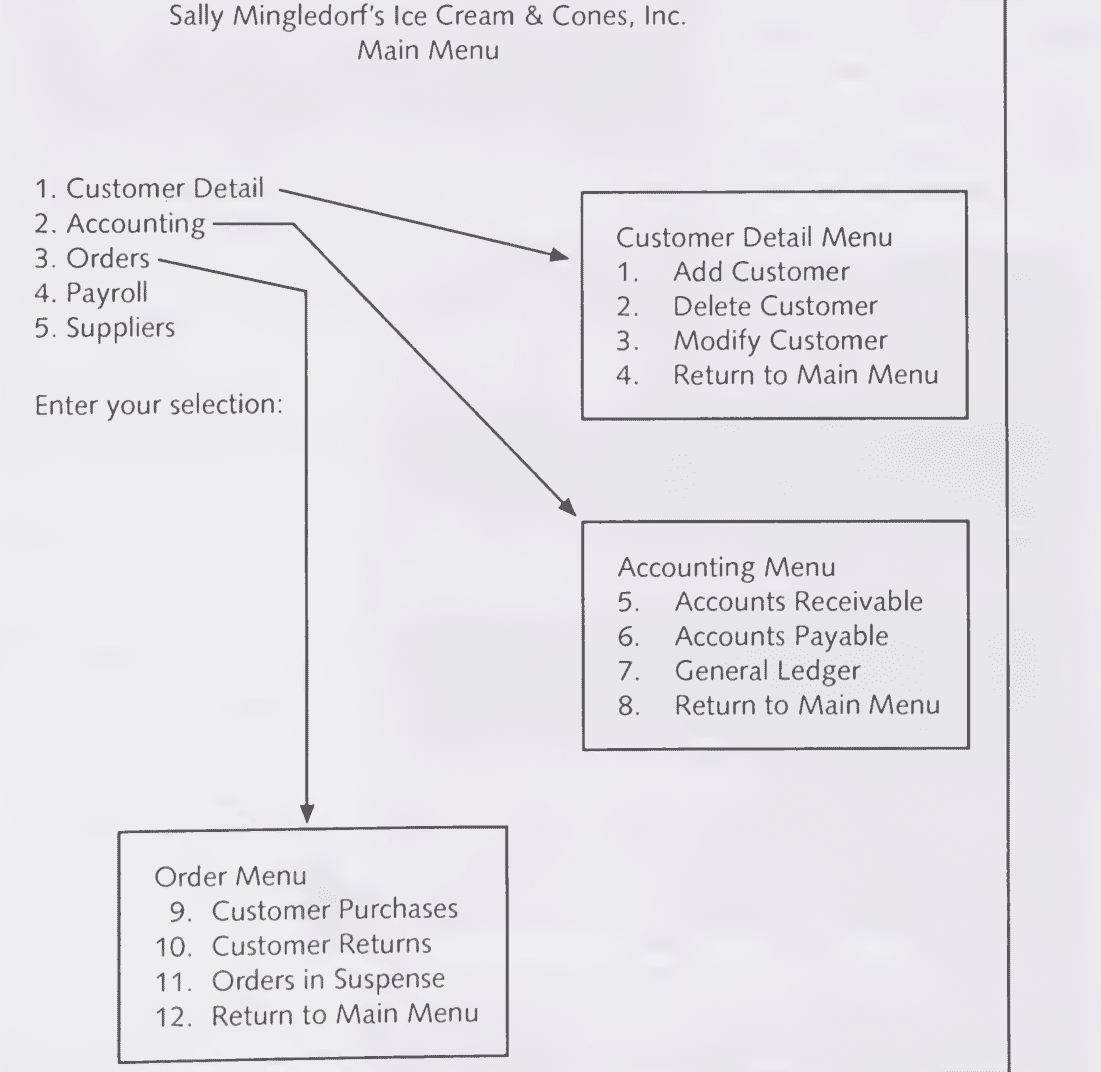 Sally Mingledorf's Ice Cream & Cones, Inc.
Main Menu
1. Customer Detail
2. Accounting
3. Orders
4. Payroll
5. Suppliers
Enter your selection:
Customer Detail Menu
1. Add Customer
2. Delete Customer
3. Modify Customer
4. Return to Main Menu
Accounting Menu
5. Accounts Receivable
6. Accounts Payable
7. General Ledger
8. Return to Main Menu
Order Menu
9. Customer Purchases
10. Customer Returns
11. Orders in Suspense
12. Return to Main Menu